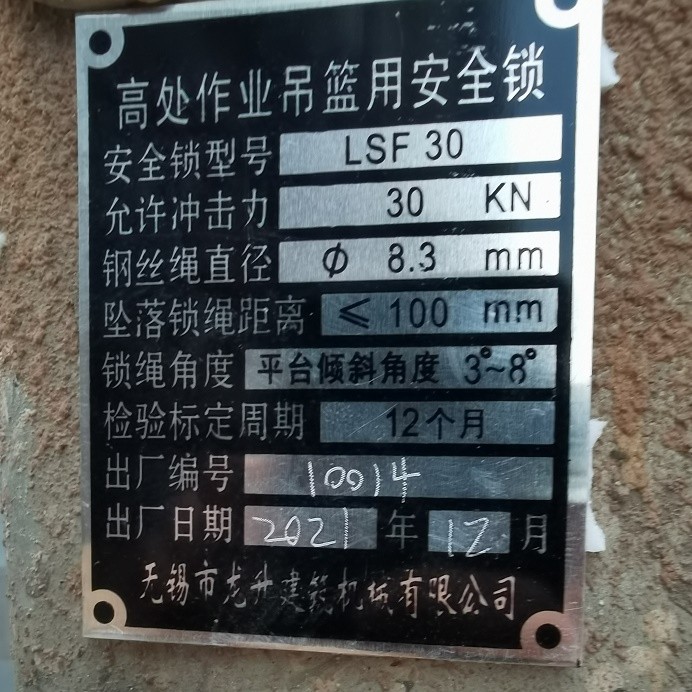 高处作业吊篮用安全锁
安全锁型号 LSF 30
允许冲击力 30 KN
钢丝绳直径 Φ 8.3 mm
坠落锁绳距离 ≤ 100 mm
锁绳角度 平台倾斜角度 3°~8°
检验标定周期 12个月
出厂编号 10014
出厂日期 2021 年 12 月
无锡市龙升建筑机械有限公司